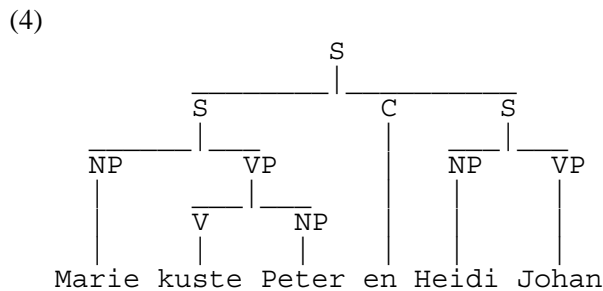 (4)
S
S C S
NP VP NP VP
V NP
Marie kuste Peter en Heidi Johan